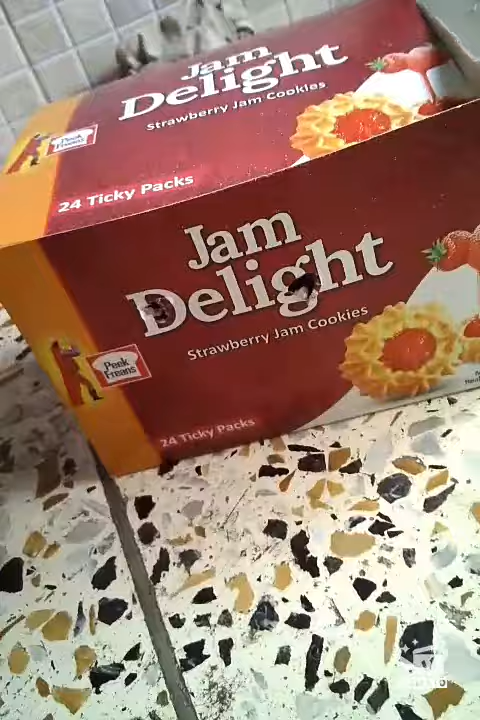 Jam
Delight
Strawberry Jam Cookies
Peek
Freans
24 Ticky Packs
Jam
Delight
Strawberry Jam Cookies
Peek
Freans
24 Ticky Packs